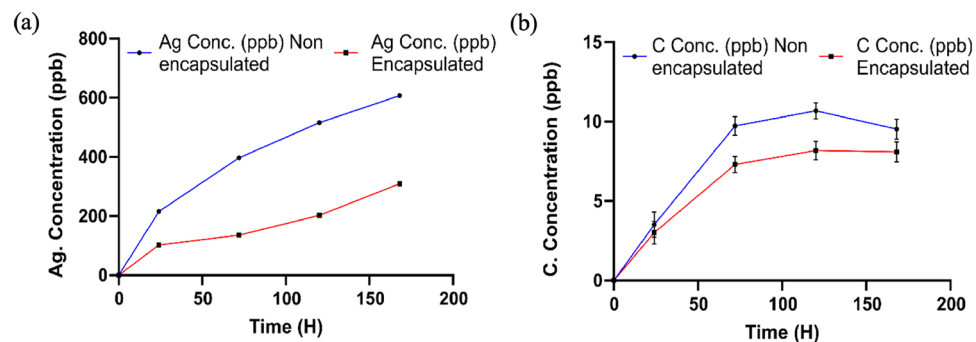 (a)
Ag Conc. (ppb) Non
encapsulated
Ag Conc. (ppb)
Encapsulated
Ag. Concentration (ppb)
800
600
400
200
0
0 50 100 150 200
Time (H)
(b)
C Conc. (ppb) Non
encapsulated
C Conc. (ppb)
Encapsulated
C. Concentration (ppb)
15
10
5
0
0 50 100 150 200
Time (H)